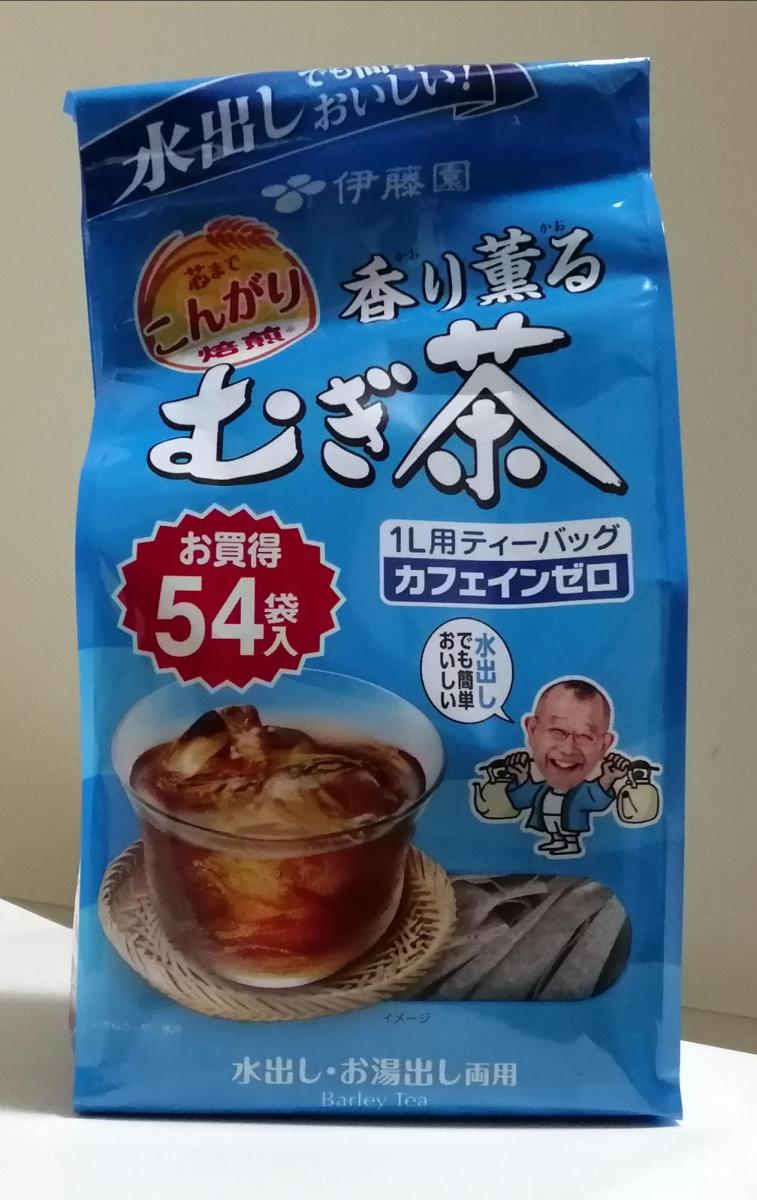 水出し
でも簡単
おいしい!
伊藤園
芯まで
こんがり
焙煎
かお
かお
香り薫る
むぎ茶
お買得
54袋入
1L用ティーバッグ
カフェインゼロ
水出し
でも簡単
おいしい
イメージ
水出し・お湯出し両用
Barley Tea